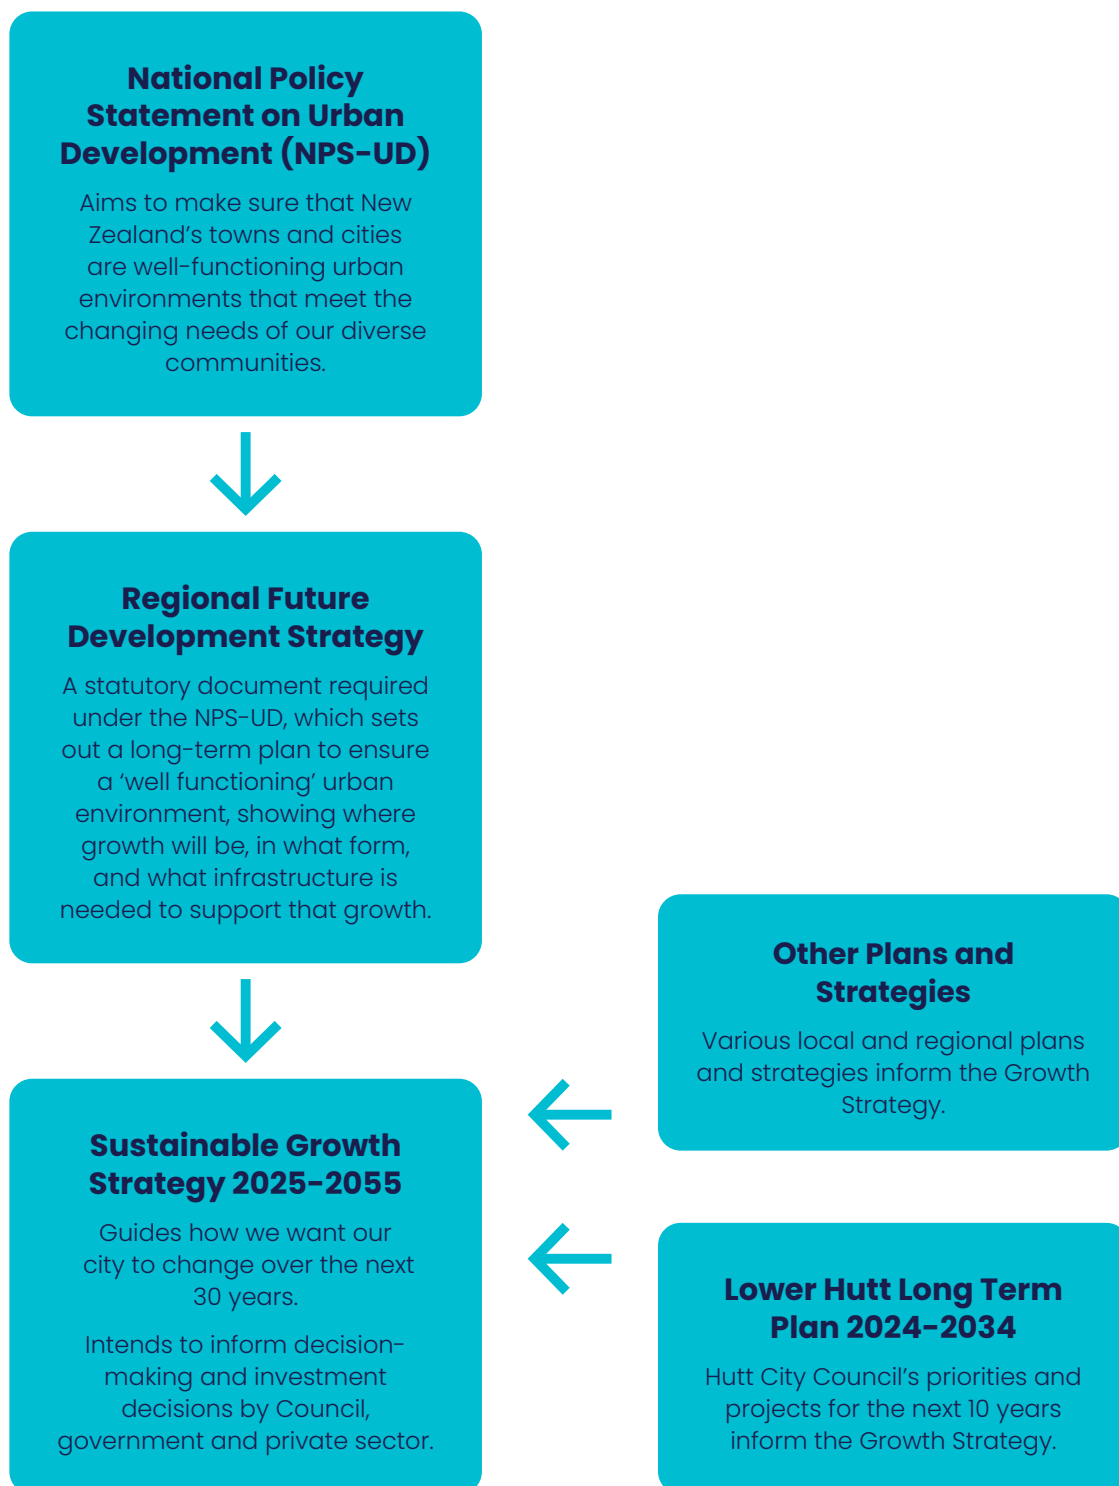 National Policy
Statement on Urban
Development (NPS-UD)
Aims to make sure that New
Zealand’s towns and cities
are well-functioning urban
environments that meet the
changing needs of our diverse
communities.
Regional Future
Development Strategy
A statutory document required
under the NPS-UD, which sets
out a long-term plan to ensure
a ‘well functioning’ urban
environment, showing where
growth will be, in what form,
and what infrastructure is
needed to support that growth.
Other Plans and
Strategies
Various local and regional plans
and strategies inform the Growth
Strategy.
Sustainable Growth
Strategy 2025-2055
Guides how we want our
city to change over the next
30 years.
Intends to inform decision-
making and investment
decisions by Council,
government and private sector.
Lower Hutt Long Term
Plan 2024-2034
Hutt City Council’s priorities and
projects for the next 10 years
inform the Growth Strategy.